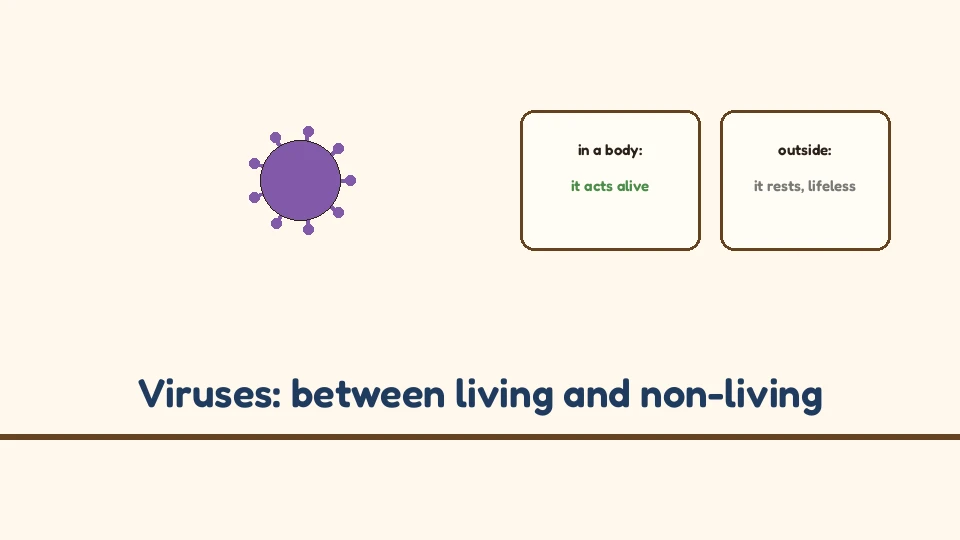 in a body:
it acts alive
outside:
it rests, lifeless
Viruses: between living and non-living